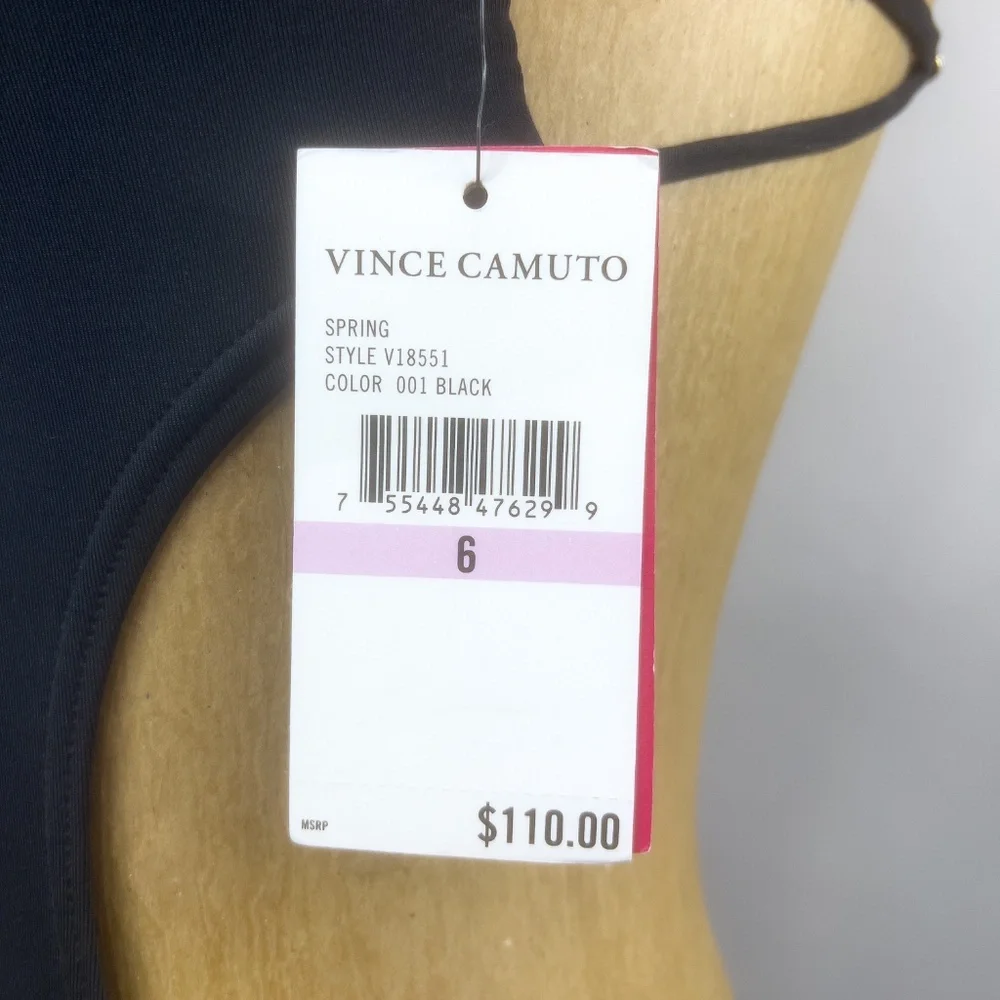 VINCE CAMUTO
SPRING
STYLE V18551
COLOR 001 BLACK
7 55448 47629 9
6
MSRP $110.00